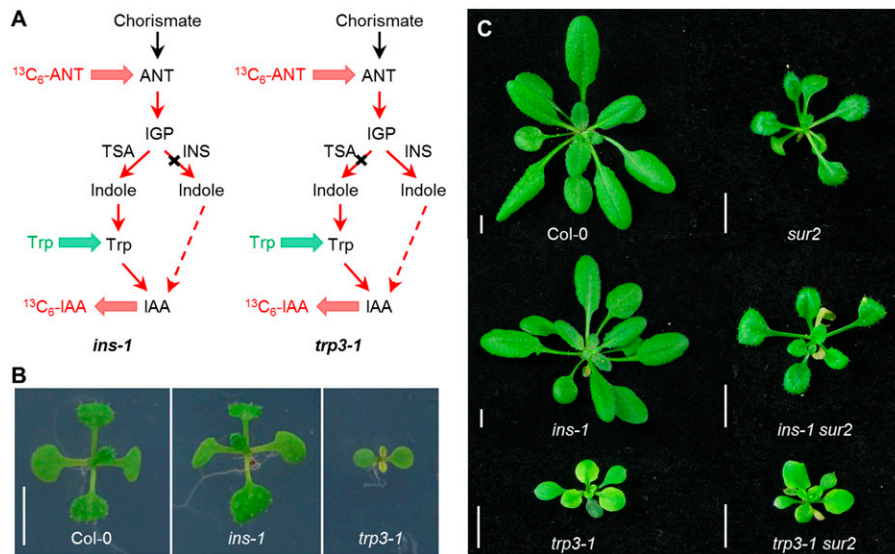 A
Chorismate
¹³C₆-ANT
ANT
IGP
TSA
INS
Indole
Indole
Trp
Trp
¹³C₆-IAA
IAA
ins-1
Chorismate
¹³C₆-ANT
ANT
IGP
TSA
INS
Indole
Indole
Trp
Trp
¹³C₆-IAA
IAA
trp3-1
B
Col-0
ins-1
trp3-1
C
Col-0
sur2
ins-1
ins-1 sur2
trp3-1
trp3-1 sur2